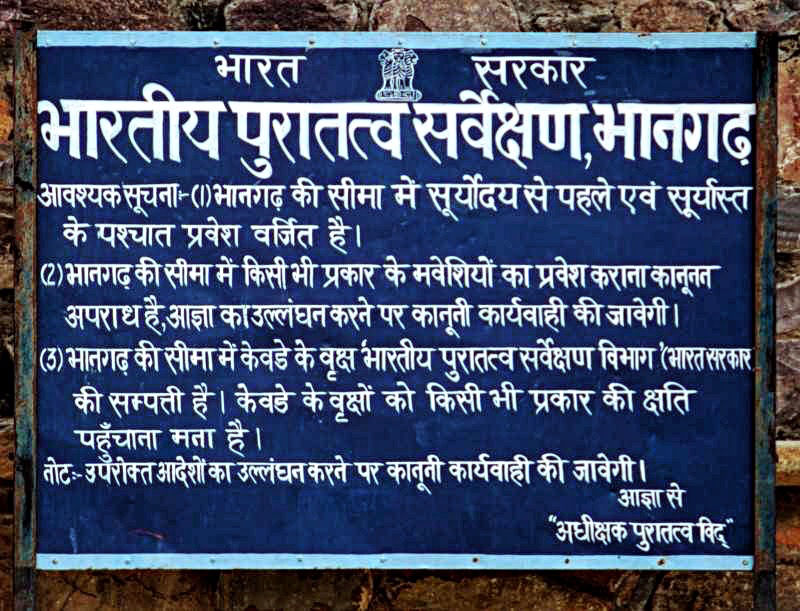 भारत सरकार
भारतीय पुरातत्व सर्वेक्षण,भानगढ़
आवश्यक सूचना:-(1) भानगढ़ की सीमा में सूर्योदय से पहले एवं सूर्यास्त
के पश्चात प्रवेश वर्जित है।
(2) भानगढ़ की सीमा में किसी भी प्रकार के मवेशियों का प्रवेश कराना कानूनन
अपराध है,आज्ञा का उल्लंघन करने पर कानूनी कार्यवाही की जावेगी।
(3) भानगढ़ की सीमा में केवडे के वृक्ष 'भारतीय पुरातत्व सर्वेक्षण विभाग '(भारत सरकार
की सम्पती है। केवडे के वृक्षों को किसी भी प्रकार की क्षति
पहुँचाना मना है।
नोट:- उपरोक्त आदेशों का उल्लंघन करने पर कानूनी कार्यवाही की जावेगी।
आज्ञा से
"अधीक्षक पुरातत्व विद्"